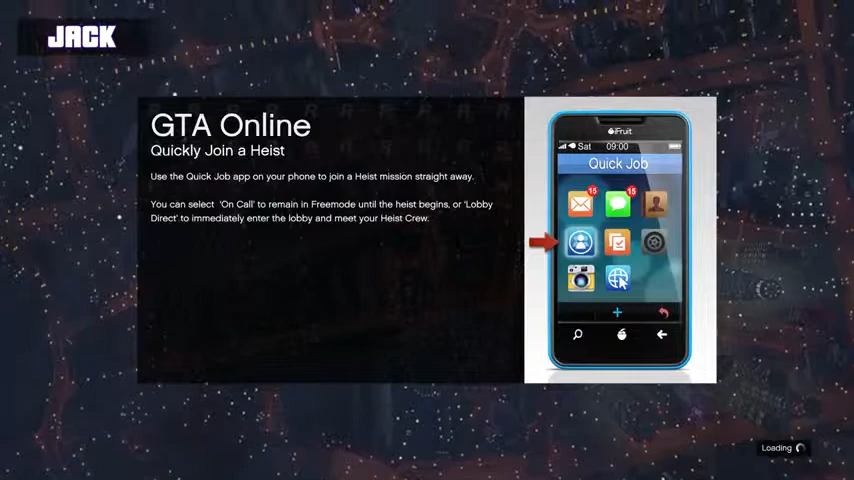 JACK
GTA Online
Quickly Join a Heist
Use the Quick Job app on your phone to join a Heist mission straight away.
You can select 'On Call' to remain in Freemode until the heist begins, or 'Lobby
Direct' to immediately enter the lobby and meet your Heist Crew.
iFruit
Sat 09:00
Quick Job
15 15
Loading